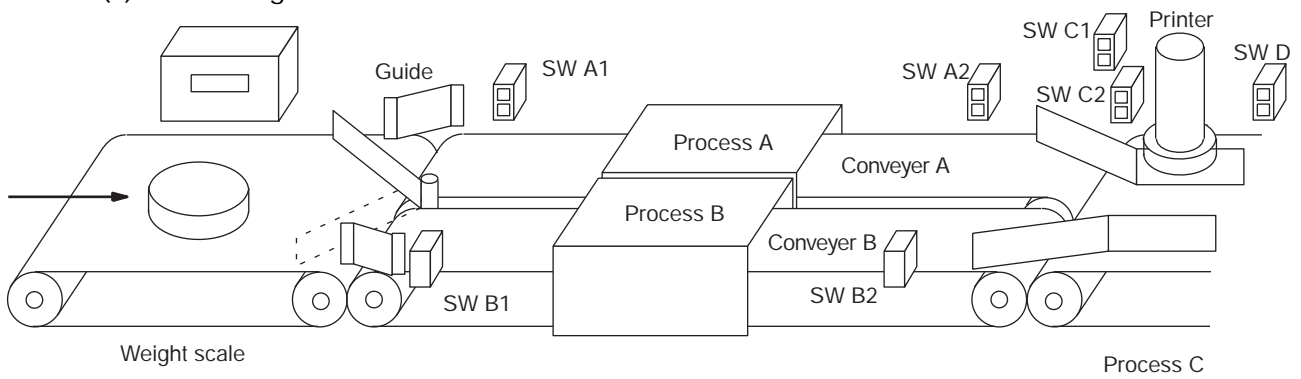 SW C1
Printer
SW A1
SW A2
SW D
Guide
SW C2
Process A
Conveyer A
Process B
Conveyer B
SW B1
SW B2
Weight scale
Process C